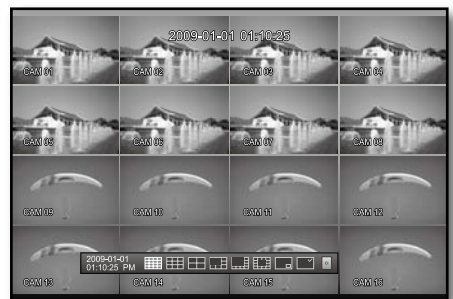 2009-01-01 01:10:25
CAM 01 CAM 02 CAM 03 CAM 04
CAM 05 CAM 06 CAM 07 CAM 08
CAM 09 CAM 10 CAM 11 CAM 12
2009-01-01
01:10:25 PM
CAM 13 CAM 14 CAM 15 CAM 16